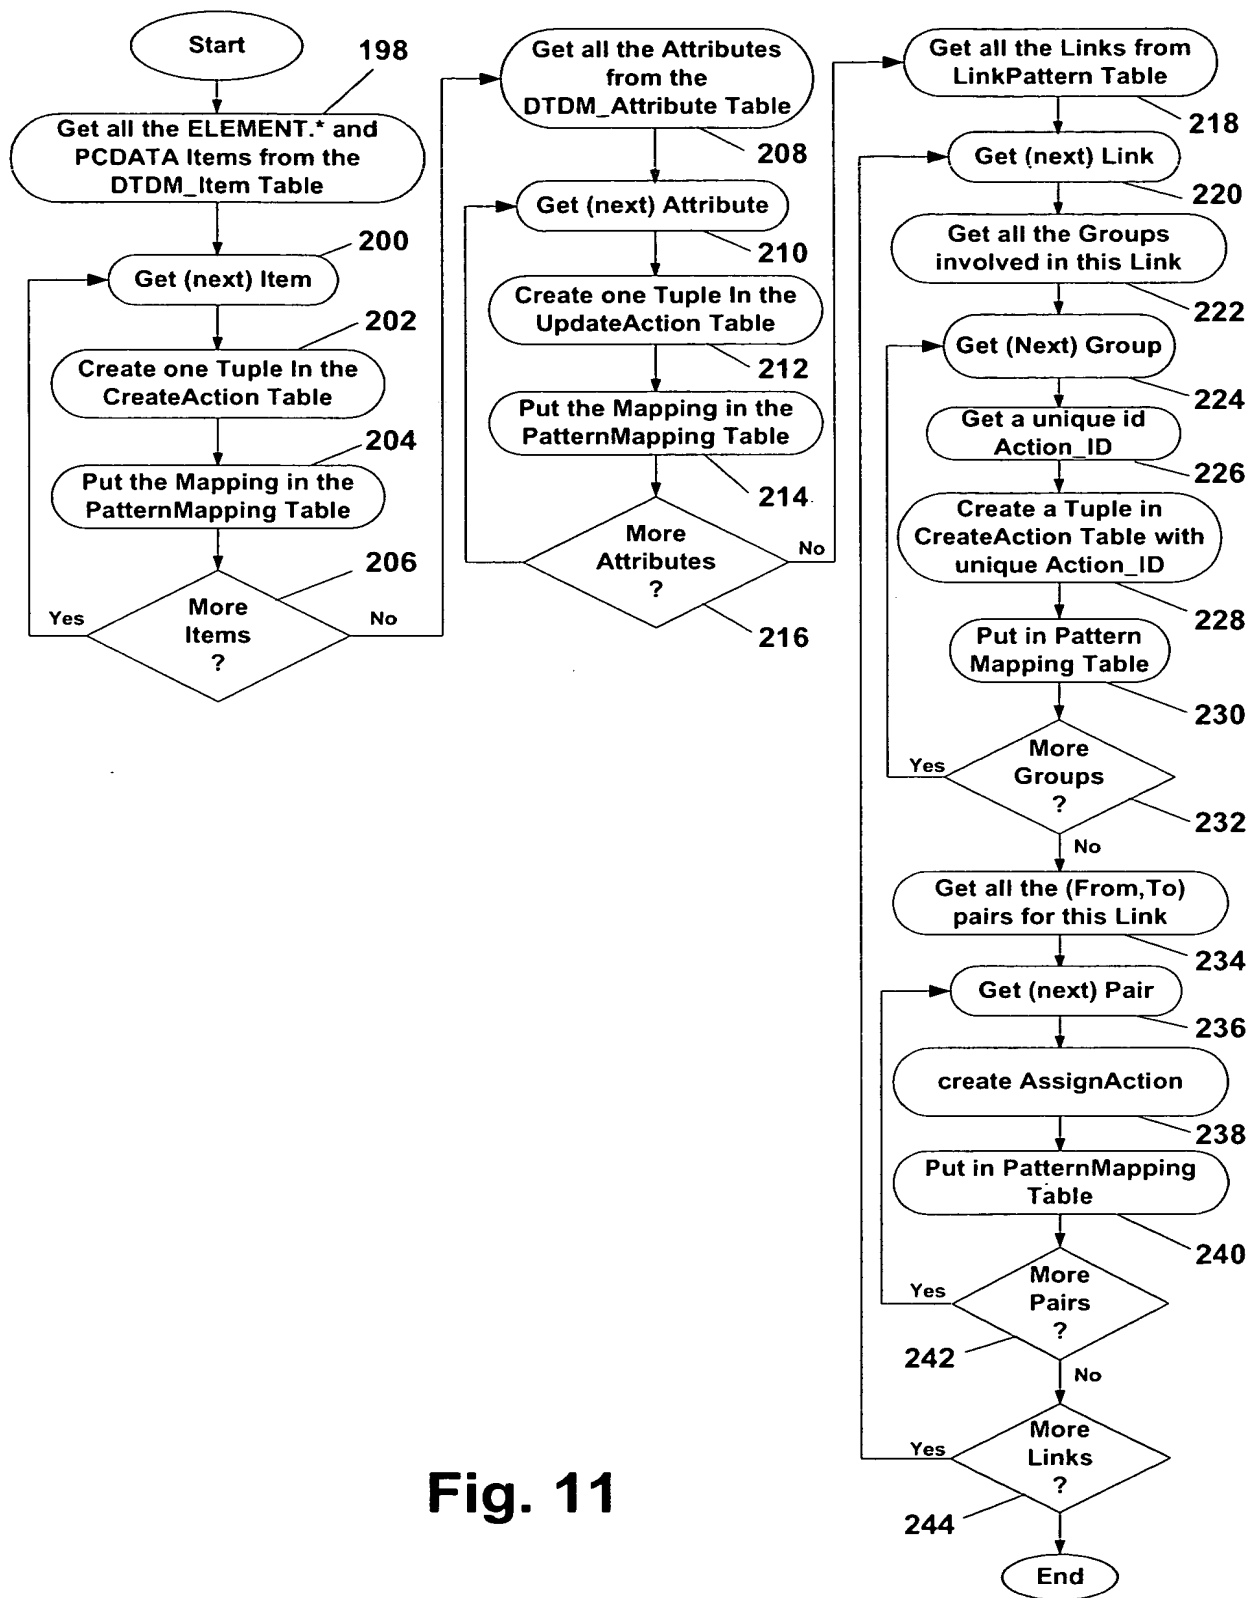 Start
198
Get all the ELEMENT.* and
PCDATA Items from the
DTDM_Item Table
200
Get (next) Item
202
Create one Tuple In the
CreateAction Table
204
Put the Mapping in the
PatternMapping Table
206
More
Items
?
Yes
No
Get all the Attributes
from the
DTDM_Attribute Table
208
Get (next) Attribute
210
Create one Tuple In the
UpdateAction Table
212
Put the Mapping in the
PatternMapping Table
214
More
Attributes
?
No
216
Get all the Links from
LinkPattern Table
218
Get (next) Link
220
Get all the Groups
involved in this Link
222
Get (Next) Group
224
Get a unique id
Action_ID
226
Create a Tuple in
CreateAction Table with
unique Action_ID
228
Put in Pattern
Mapping Table
230
More
Groups
?
Yes
232
No
Get all the (From,To)
pairs for this Link
234
Get (next) Pair
236
create AssignAction
238
Put in PatternMapping
Table
240
More
Pairs
?
Yes
242
No
More
Links
?
Yes
244
End
Fig. 11